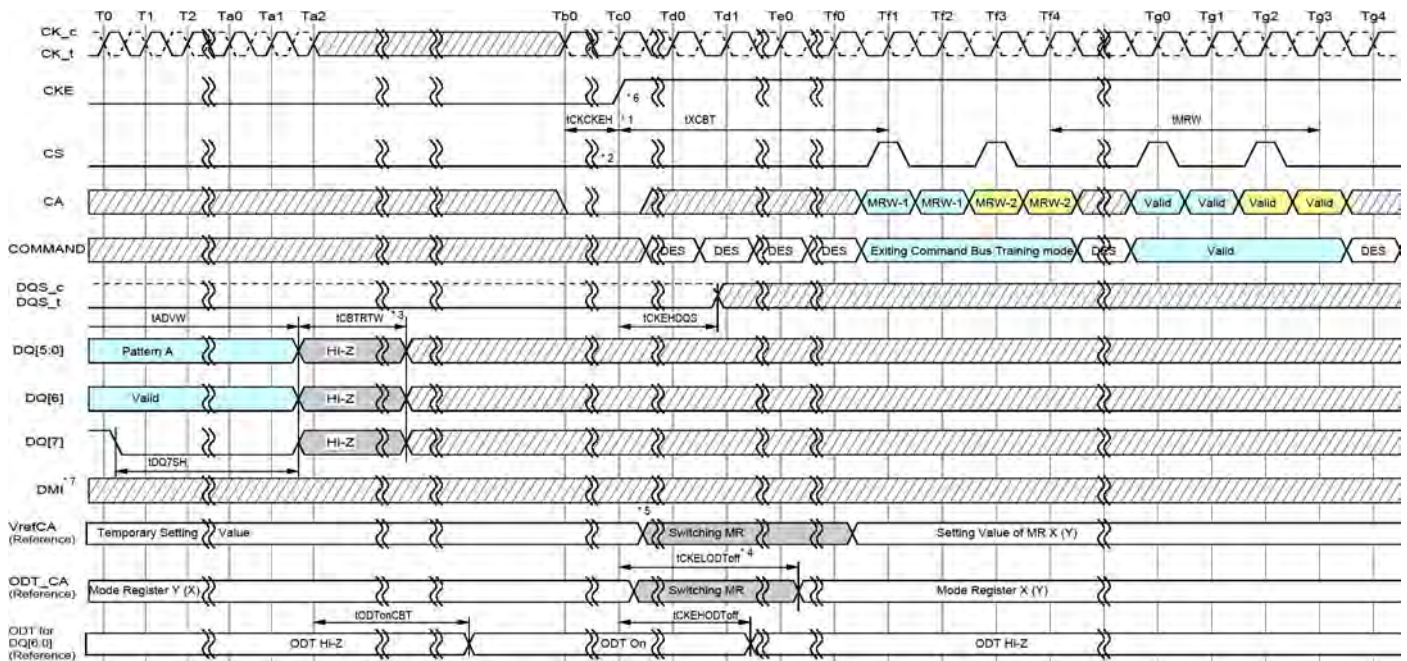 T0 T1 T2 Ta0 Ta1 Ta2 Tb0 Tc0 Td0 Td1 Te0 Tf0 Tf1 Tf2 Tf3 Tf4 Tg0 Tg1 Tg2 Tg3 Tg4
CK_c
CK_t
CKE
*6
tCKCKEH *1 tXCBT tMRW
CS *2
CA MRW-1 MRW-1 MRW-2 MRW-2 Valid Valid Valid Valid
COMMAND DES DES DES DES Exiting Command Bus Training mode DES Valid DES
DQS_c
DQS_t
tADVW tCBTRTW *3 tCKEHDQS
DQ[5:0] Pattern A Hi-Z
DQ[6] Valid Hi-Z
DQ[7] Hi-Z
tDQ7SH
DMI *7
*5
VrefCA
(Reference) Temporary Setting Value Switching MR Setting Value of MR X (Y)
tCKELODToff *4
ODT_CA
(Reference) Mode Register Y (X) Switching MR Mode Register X (Y)
tODTonCBT tCKEHODToff
ODT for
DQ[6:0]
(Reference) ODT Hi-Z ODT On ODT Hi-Z